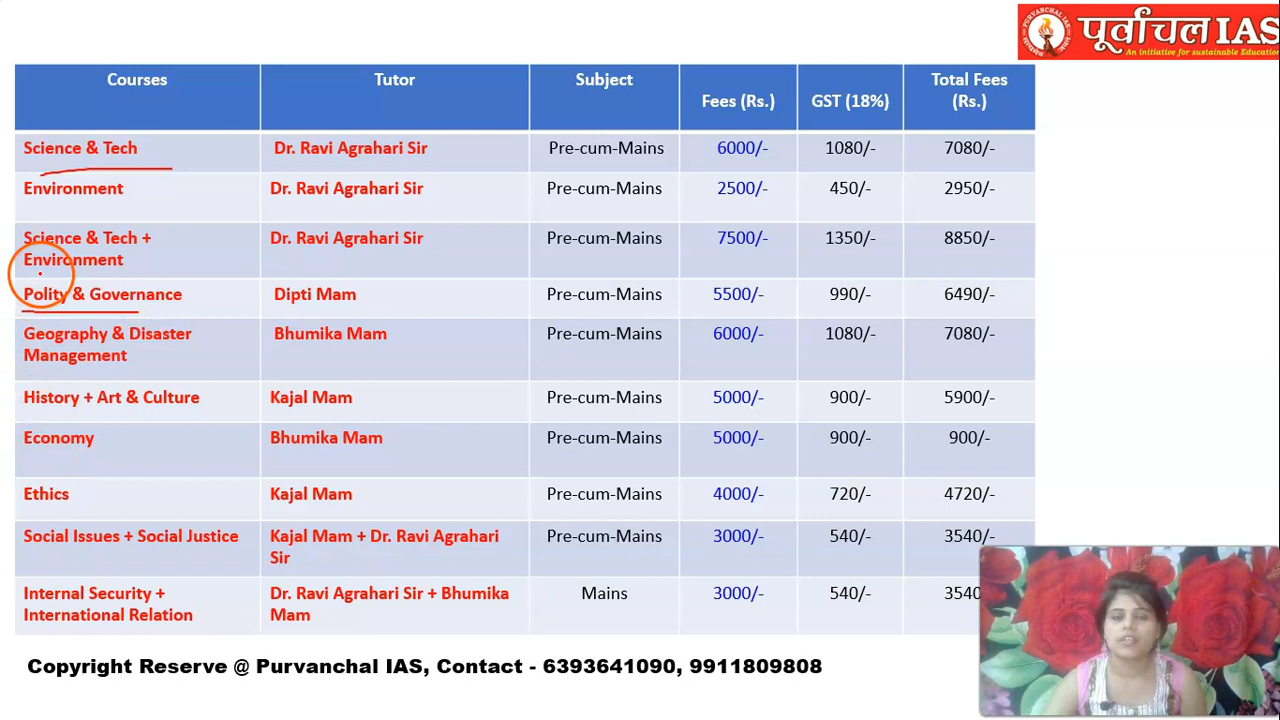 PURVANCHAL IAS
पूर्वांचल IAS
An initiative for sustainable Education
Courses Tutor Subject Fees (Rs.) GST (18%) Total Fees (Rs.)
Science & Tech Dr. Ravi Agrahari Sir Pre-cum-Mains 6000/- 1080/- 7080/-
Environment Dr. Ravi Agrahari Sir Pre-cum-Mains 2500/- 450/- 2950/-
Science & Tech + Dr. Ravi Agrahari Sir Pre-cum-Mains 7500/- 1350/- 8850/-
Environment
Polity & Governance Dipti Mam Pre-cum-Mains 5500/- 990/- 6490/-
Geography & Disaster Bhumika Mam Pre-cum-Mains 6000/- 1080/- 7080/-
Management
History + Art & Culture Kajal Mam Pre-cum-Mains 5000/- 900/- 5900/-
Economy Bhumika Mam Pre-cum-Mains 5000/- 900/- 900/-
Ethics Kajal Mam Pre-cum-Mains 4000/- 720/- 4720/-
Social Issues + Social Justice Kajal Mam + Dr. Ravi Agrahari Pre-cum-Mains 3000/- 540/- 3540/-
Sir
Internal Security + Dr. Ravi Agrahari Sir + Bhumika Mains 3000/- 540/- 3540
International Relation Mam
Copyright Reserve @ Purvanchal IAS, Contact - 6393641090, 9911809808